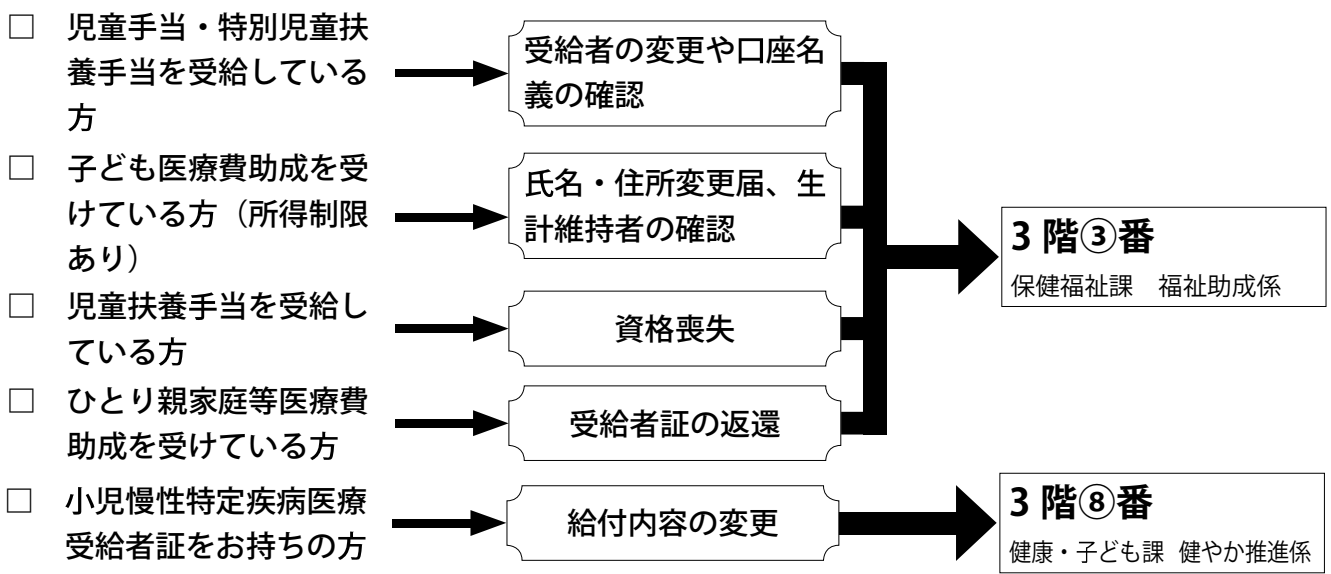 □ 児童手当・特別児童扶
養手当を受給している
方
受給者の変更や口座名
義の確認
□ 子ども医療費助成を受
けている方（所得制限
あり）
氏名・住所変更届、生
計維持者の確認
□ 児童扶養手当を受給し
ている方
資格喪失
□ ひとり親家庭等医療費
助成を受けている方
受給者証の返還
3 階③番
保健福祉課　福祉助成係
□ 小児慢性特定疾病医療
受給者証をお持ちの方
給付内容の変更
3 階⑧番
健康・子ども課 健やか推進係